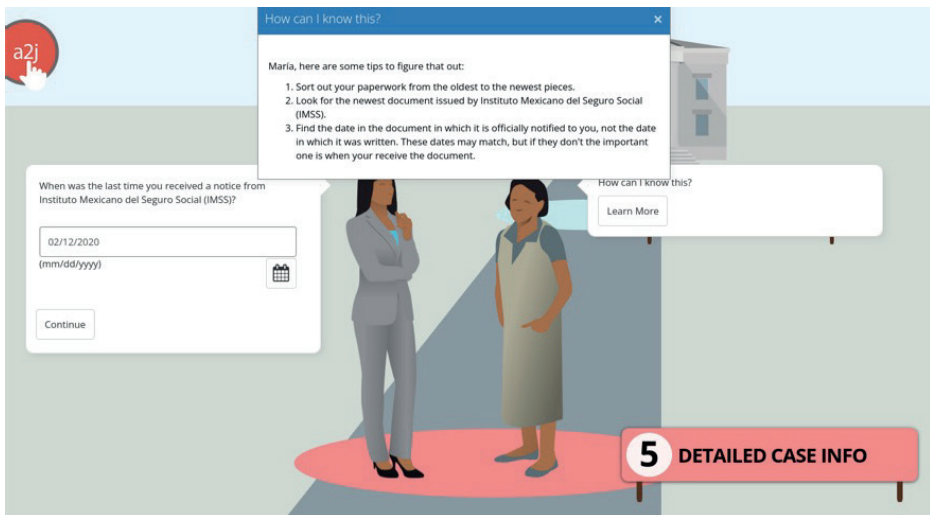 How can I know this? ×
a2j
María, here are some tips to figure that out:
1. Sort out your paperwork from the oldest to the newest pieces.
2. Look for the newest document issued by Instituto Mexicano del Seguro Social
(IMSS).
3. Find the date in the document in which it is officially notified to you, not the date
in which it was written. These dates may match, but if they don't the important
one is when your receive the document.
When was the last time you received a notice from
Instituto Mexicano del Seguro Social (IMSS)?
02/12/2020
(mm/dd/yyyy)
Continue
How can I know this?
Learn More
5 DETAILED CASE INFO